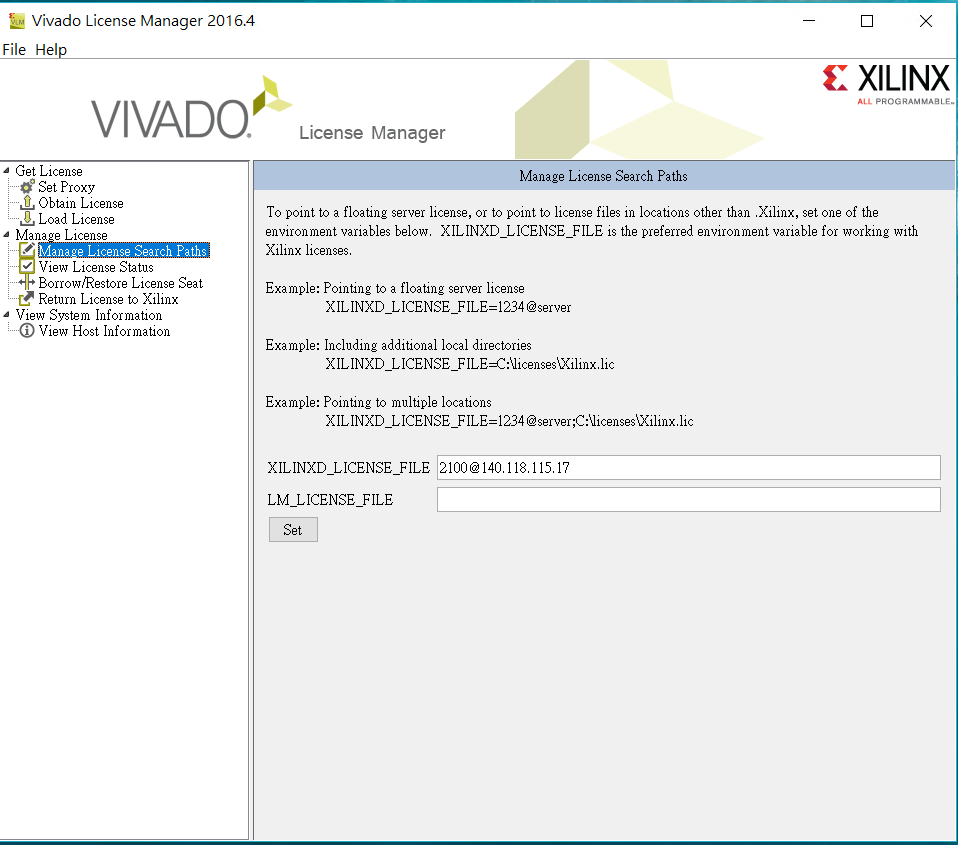 Vivado License Manager 2016.4
File Help
VIVADO.
License Manager
XILINX
ALL PROGRAMMABLE.
Get License
Set Proxy
Obtain License
Load License
Manage License
Manage License Search Paths
View License Status
Borrow/Restore License Seat
Return License to Xilinx
View System Information
View Host Information
Manage License Search Paths
To point to a floating server license, or to point to license files in locations other than .Xilinx, set one of the
environment variables below. XILINXD_LICENSE_FILE is the preferred environment variable for working with
Xilinx licenses.
Example: Pointing to a floating server license
XILINXD_LICENSE_FILE=1234@server
Example: Including additional local directories
XILINXD_LICENSE_FILE=C:\licenses\Xilinx.lic
Example: Pointing to multiple locations
XILINXD_LICENSE_FILE=1234@server;C:\licenses\Xilinx.lic
XILINXD_LICENSE_FILE 2100@140.118.115.17
LM_LICENSE_FILE
Set